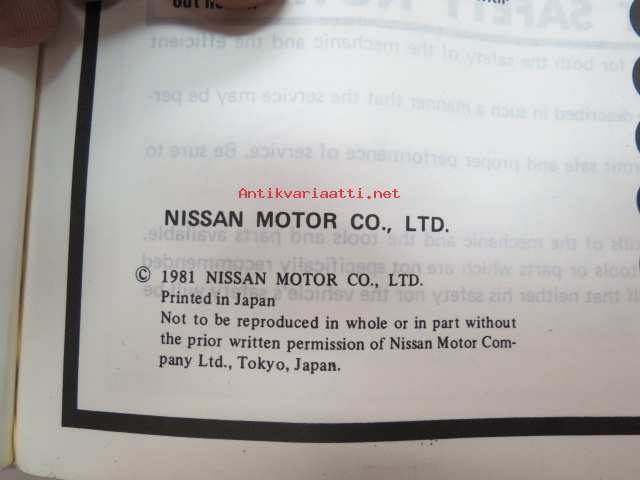 Antikvariaatti.net
NISSAN MOTOR CO., LTD.
© 1981 NISSAN MOTOR CO., LTD.
Printed in Japan
Not to be reproduced in whole or in part without
the prior written permission of Nissan Motor Com-
pany Ltd., Tokyo, Japan.